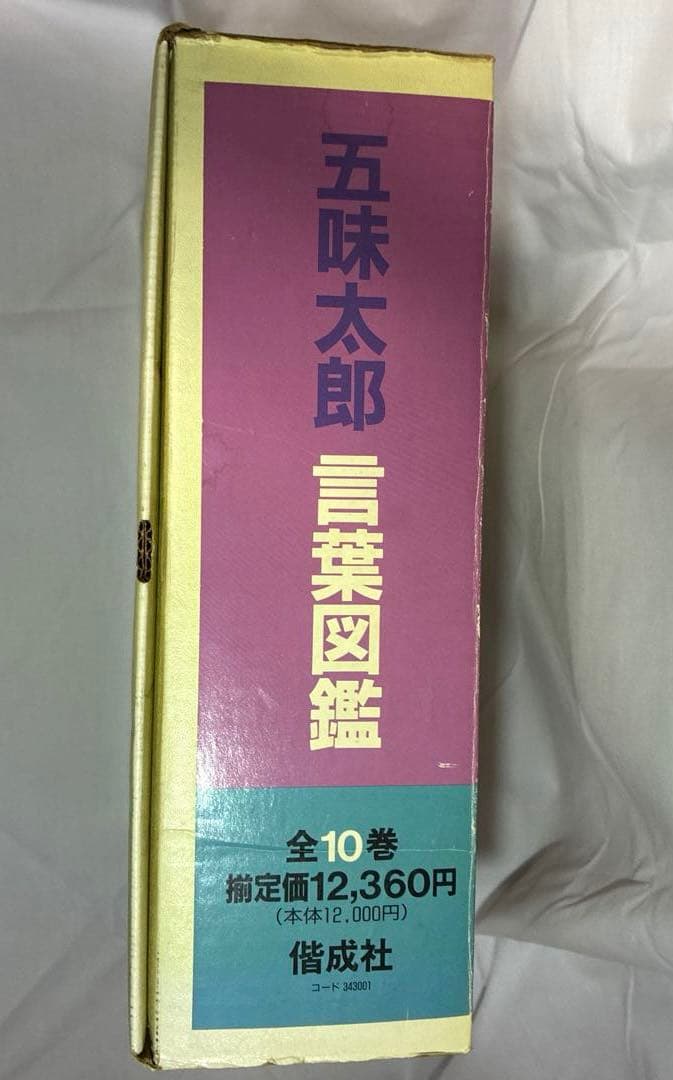 五味太郎
言葉図鑑
全10巻
揃定価12,360円
(本体12,000円)
偕成社
コード 343001